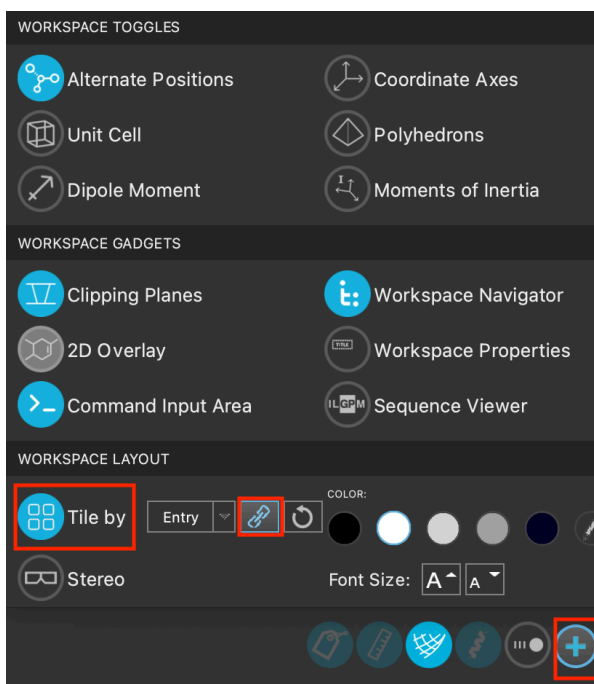 WORKSPACE TOGGLES
Alternate Positions
Coordinate Axes
Unit Cell
Polyhedrons
Dipole Moment
I
Moments of Inertia
WORKSPACE GADGETS
Clipping Planes
Workspace Navigator
2D Overlay
TITLE
Workspace Properties
Command Input Area
ILGPM
Sequence Viewer
WORKSPACE LAYOUT
Tile by
Entry
COLOR:
Stereo
Font Size:
A
A